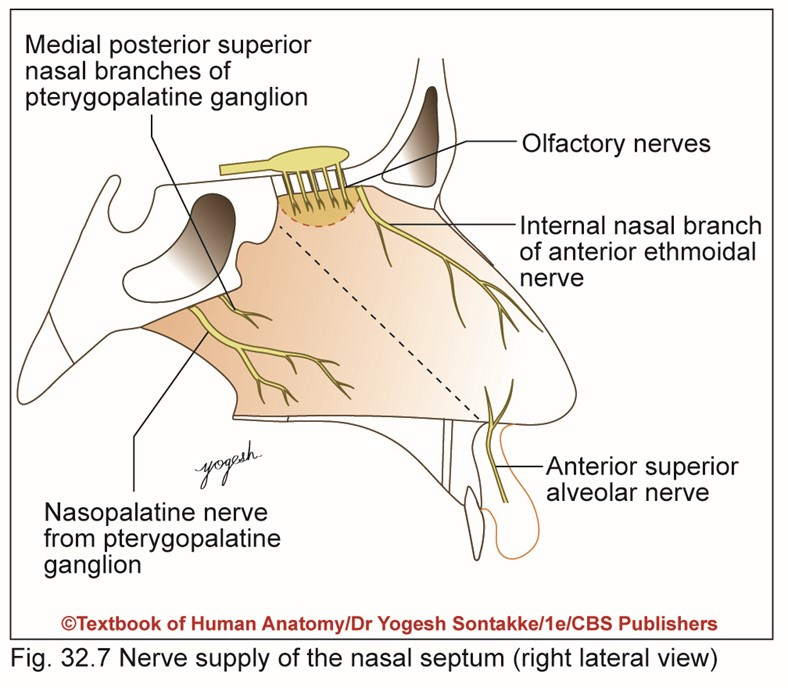 Medial posterior superior
nasal branches of
pterygopalatine ganglion
Olfactory nerves
Internal nasal branch
of anterior ethmoidal
nerve
Anterior superior
alveolar nerve
yogesh
Nasopalatine nerve
from pterygopalatine
ganglion
©Textbook of Human Anatomy/Dr Yogesh Sontakke/1e/CBS Publishers
Fig. 32.7 Nerve supply of the nasal septum (right lateral view)